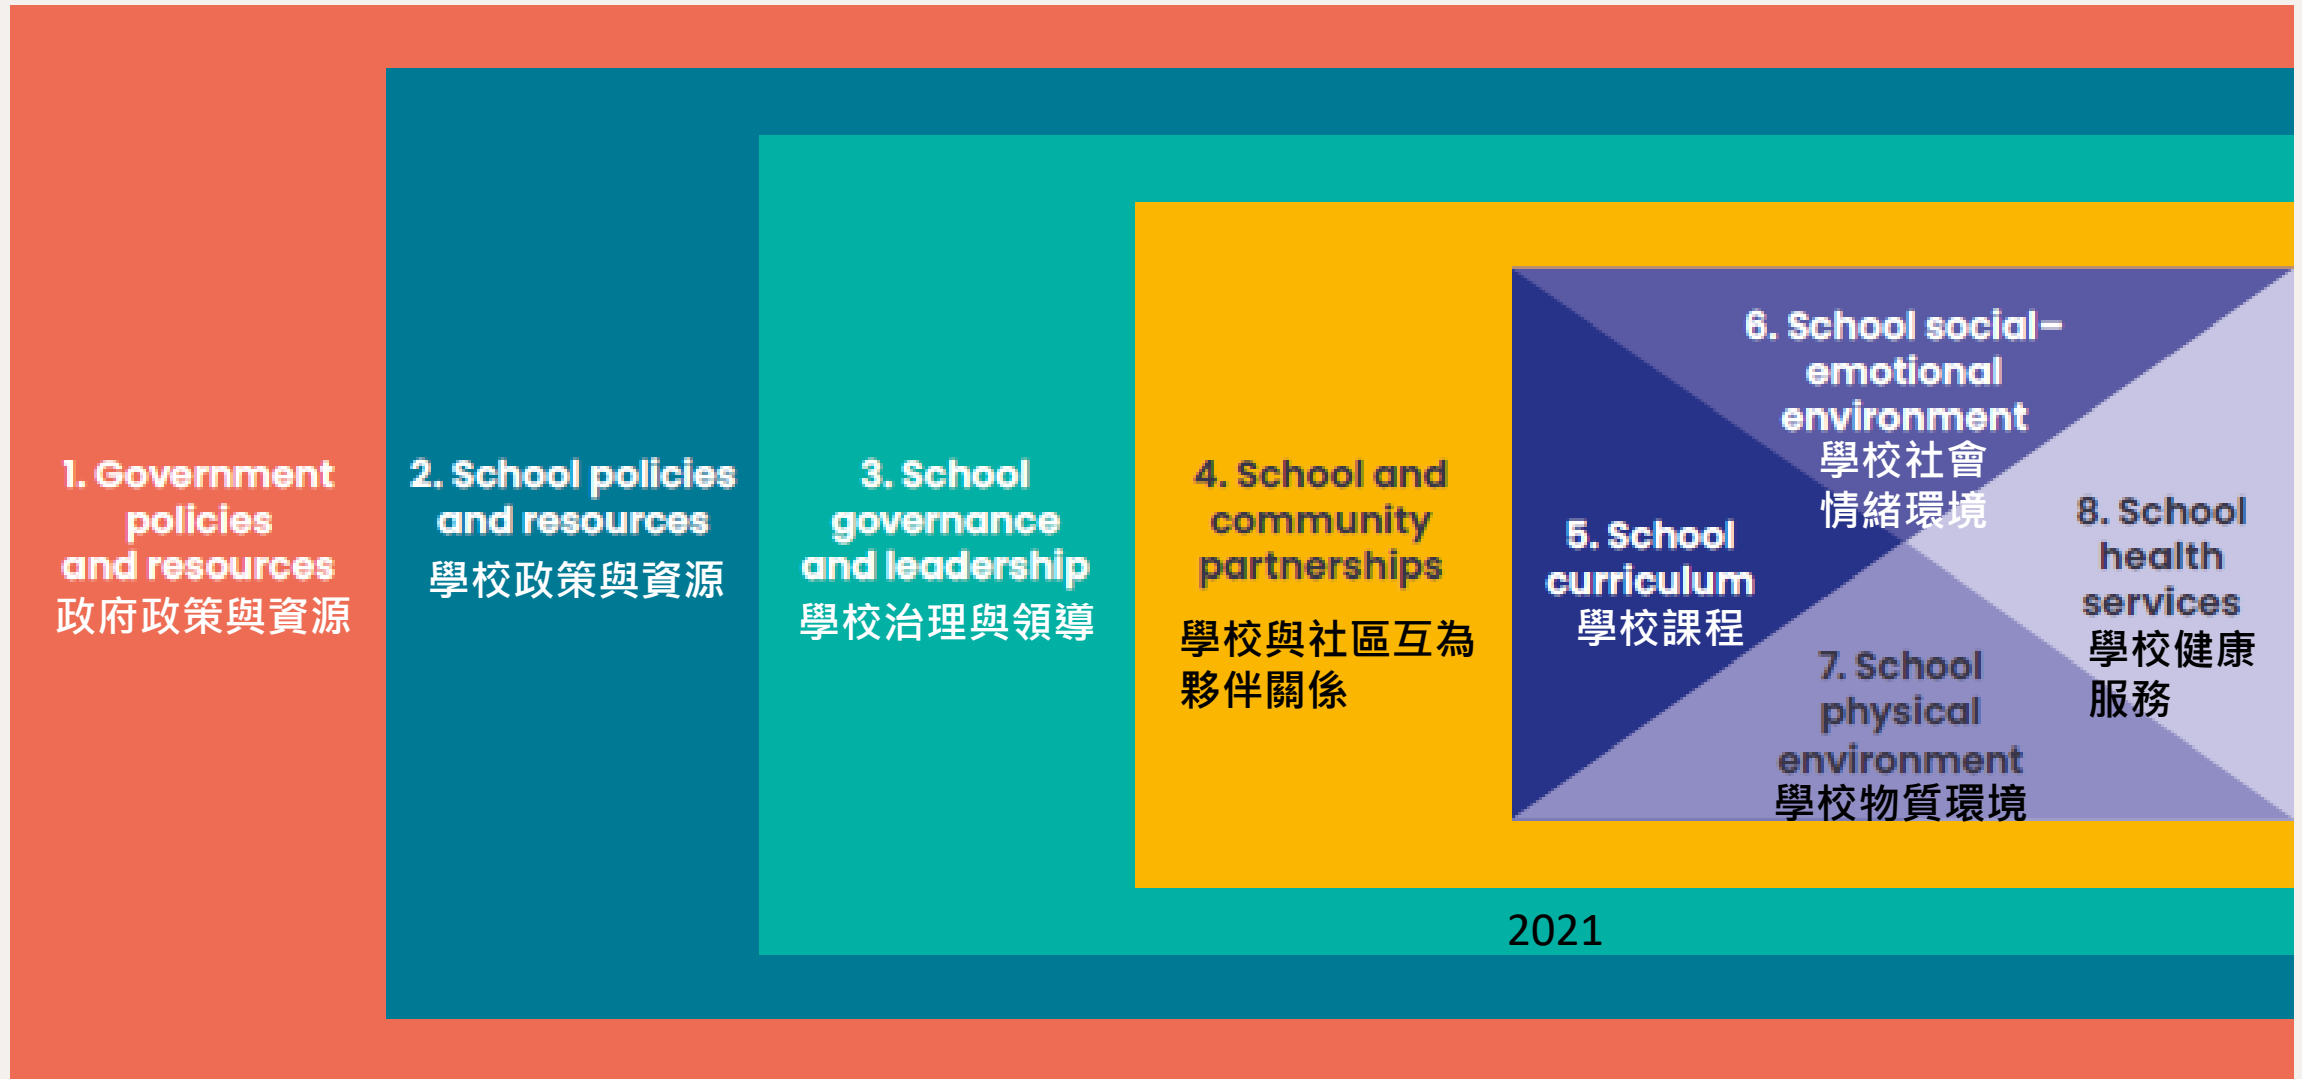 1. Government
policies
and resources
政府政策與資源
2. School policies
and resources
學校政策與資源
3. School
governance
and leadership
學校治理與領導
4. School and
community
partnerships
學校與社區互為
夥伴關係
5. School
curriculum
學校課程
6. School social–
emotional
environment
學校社會
情緒環境
7. School
physical
environment
學校物質環境
8. School
health
services
學校健康
服務
2021